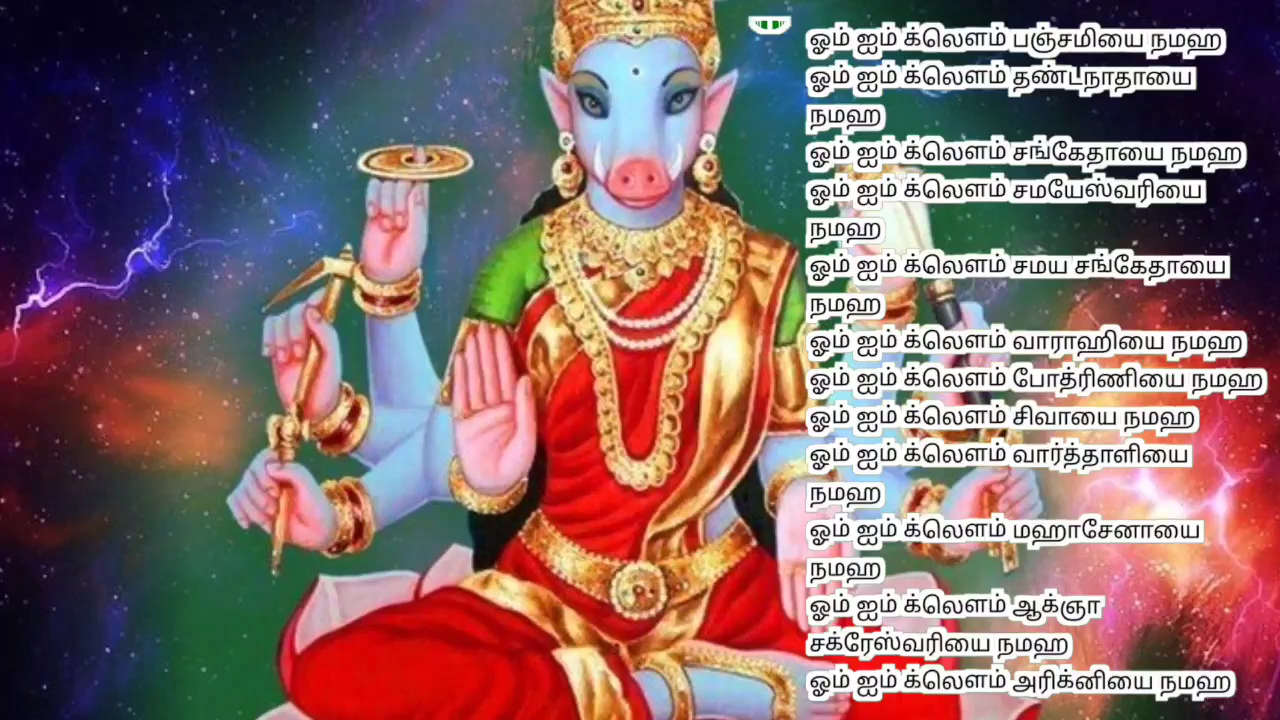 ஓம் ஐம் க்லௌம் பஞ்சமியை நமஹ
ஓம் ஐம் க்லௌம் தண்டநாதாயை
நமஹ
ஓம் ஐம் க்லௌம் சங்கேதாயை நமஹ
ஓம் ஐம் க்லௌம் சமயேஸ்வரியை
நமஹ
ஓம் ஐம் க்லௌம் சமய சங்கேதாயை
நமஹ
ஓம் ஐம் க்லௌம் வாராஹியை நமஹ
ஓம் ஐம் க்லௌம் போத்ரிணியை நமஹ
ஓம் ஐம் க்லௌம் சிவாயை நமஹ
ஓம் ஐம் க்லௌம் வார்த்தாளியை
நமஹ
ஓம் ஐம் க்லௌம் மஹாசேனாயை
நமஹ
ஓம் ஐம் க்லௌம் ஆக்ஞா
சக்ரேஸ்வரியை நமஹ
ஓம் ஐம் க்லௌம் அரிக்னியை நமஹ